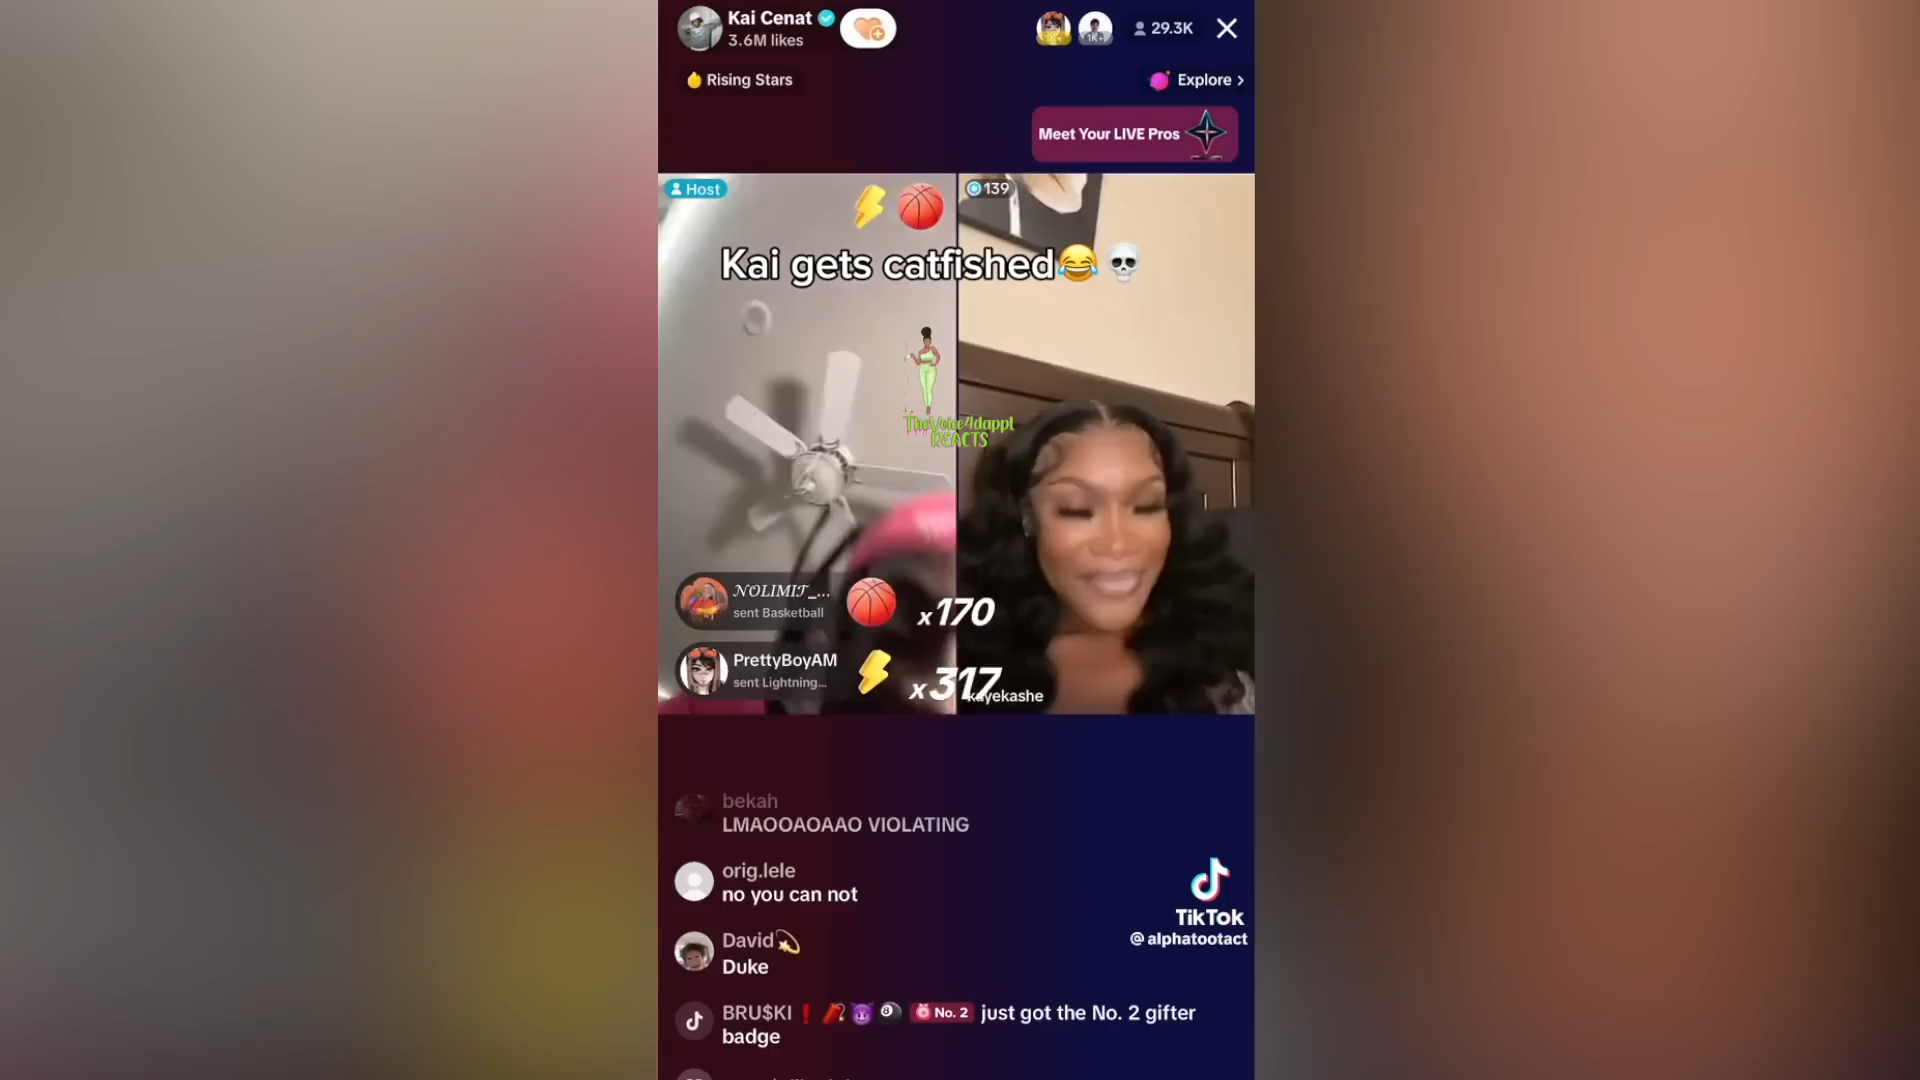 Kai Cenat
3.6M likes
29.3K
1K+
Rising Stars
Explore >
Meet Your LIVE Pros
Host
139
Kai gets catfished😂💀
TheVoice4dappl
REACTS
NOLIMIT_...
sent Basketball
x170
PrettyBoyAM
sent Lightning...
x317
kayekashe
bekah
LMAOOAOAAO VIOLATING
orig.lele
no you can not
David💫
Duke
TikTok
@alphatootact
BRU$KI❗🧨😈🎱 No. 2 just got the No. 2 gifter
badge